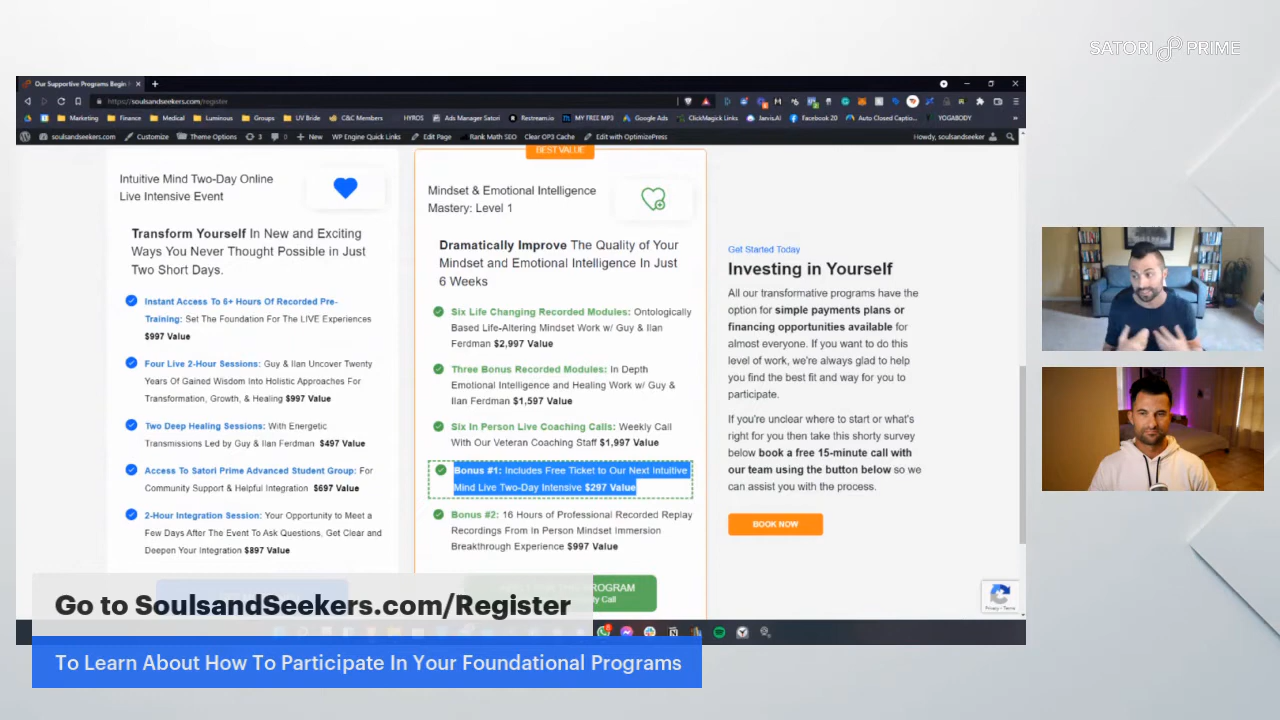 SATORI PRIME
Our Supportive Programs Begin
https://soulsandseekers.com/register
Marketing Finance Medical Luminous Groups UV Bride C&C Members HYROS Ads Manager Satori Restream.io MY FREE MP3 Google Ads ClickMagick Links JarvisAI Facebook 20 Auto Closed Captio... YOGABODY
soulsandseekers.com Customize Theme Options 3 New WP Engine Quick Links Edit Page Rank Math SEO Clear OP3 Cache Edit with OptimizePress Howdy, soulsandseeker
Intuitive Mind Two-Day Online
Live Intensive Event
Transform Yourself In New and Exciting
Ways You Never Thought Possible in Just
Two Short Days.
Instant Access To 6+ Hours Of Recorded Pre-
Training: Set The Foundation For The LIVE Experiences
$997 Value
Four Live 2-Hour Sessions: Guy & Ilan Uncover Twenty
Years Of Gained Wisdom Into Holistic Approaches For
Transformation, Growth, & Healing $997 Value
Two Deep Healing Sessions: With Energetic
Transmissions Led by Guy & Ilan Ferdman $497 Value
Access To Satori Prime Advanced Student Group: For
Community Support & Helpful Integration $697 Value
2-Hour Integration Session: Your Opportunity to Meet a
Few Days After The Event To Ask Questions, Get Clear and
Deepen Your Integration $897 Value
BEST VALUE
Mindset & Emotional Intelligence
Mastery: Level 1
Dramatically Improve The Quality of Your
Mindset and Emotional Intelligence In Just
6 Weeks
Six Life Changing Recorded Modules: Ontologically
Based Life-Altering Mindset Work w/ Guy & Ilan
Ferdman $2,997 Value
Three Bonus Recorded Modules: In Depth
Emotional Intelligence and Healing Work w/ Guy &
Ilan Ferdman $1,597 Value
Six In Person Live Coaching Calls: Weekly Call
With Our Veteran Coaching Staff $1,997 Value
Bonus #1: Includes Free Ticket to Our Next Intuitive
Mind Live Two-Day Intensive $297 Value
Bonus #2: 16 Hours of Professional Recorded Replay
Recordings From In Person Mindset Immersion
Breakthrough Experience $997 Value
PROGRAM
Call
Get Started Today
Investing in Yourself
All our transformative programs have the
option for simple payments plans or
financing opportunities available for
almost everyone. If you want to do this
level of work, we're always glad to help
you find the best fit and way for you to
participate.
If you're unclear where to start or what's
right for you then take this shorty survey
below book a free 15-minute call with
our team using the button below so we
can assist you with the process.
BOOK NOW
Privacy - Terms
Go to SoulsandSeekers.com/Register
To Learn About How To Participate In Your Foundational Programs